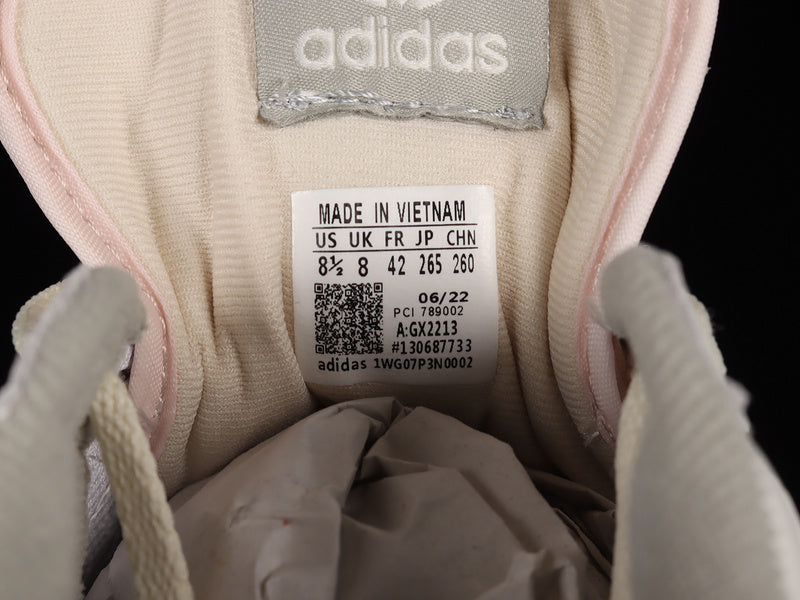 adidas
MADE IN VIETNAM
US UK FR JP CHN
8½ 8 42 265 260
06/22
PCI 789002
A:GX2213
#130687733
adidas 1WG07P3N0002